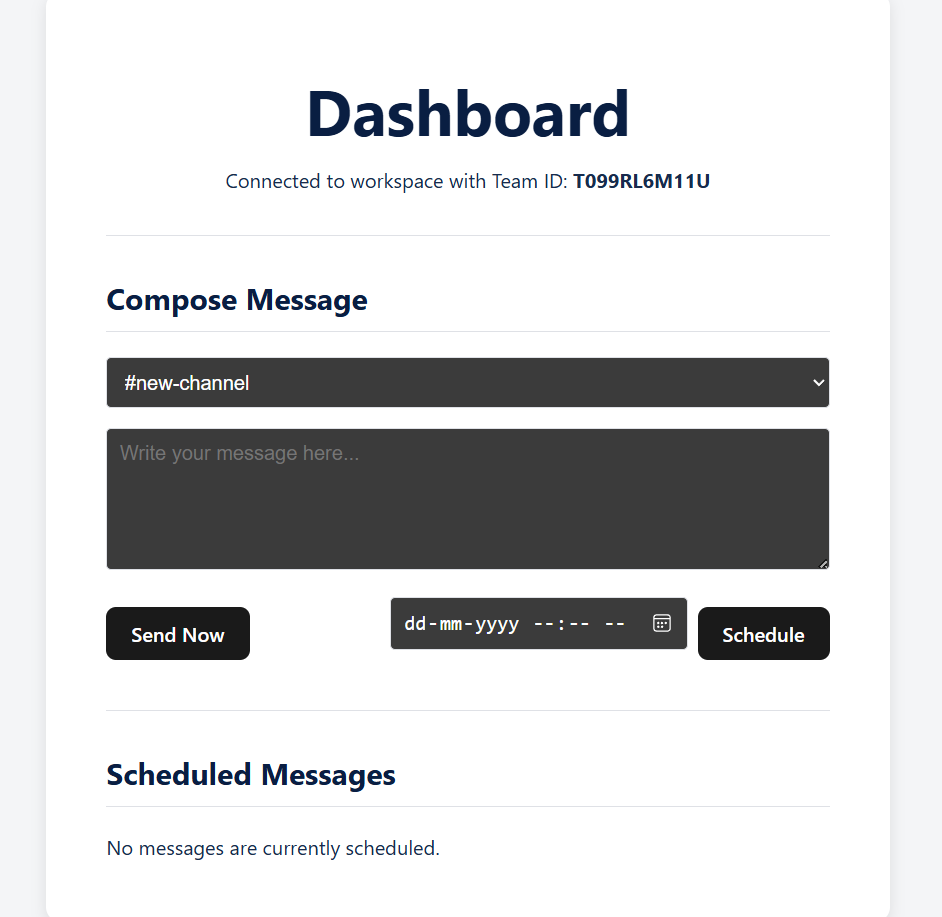 Dashboard
Connected to workspace with Team ID: T099RL6M11U
Compose Message
#new-channel
Write your message here...
Send Now
dd-mm-yyyy --:-- --
Schedule
Scheduled Messages
No messages are currently scheduled.